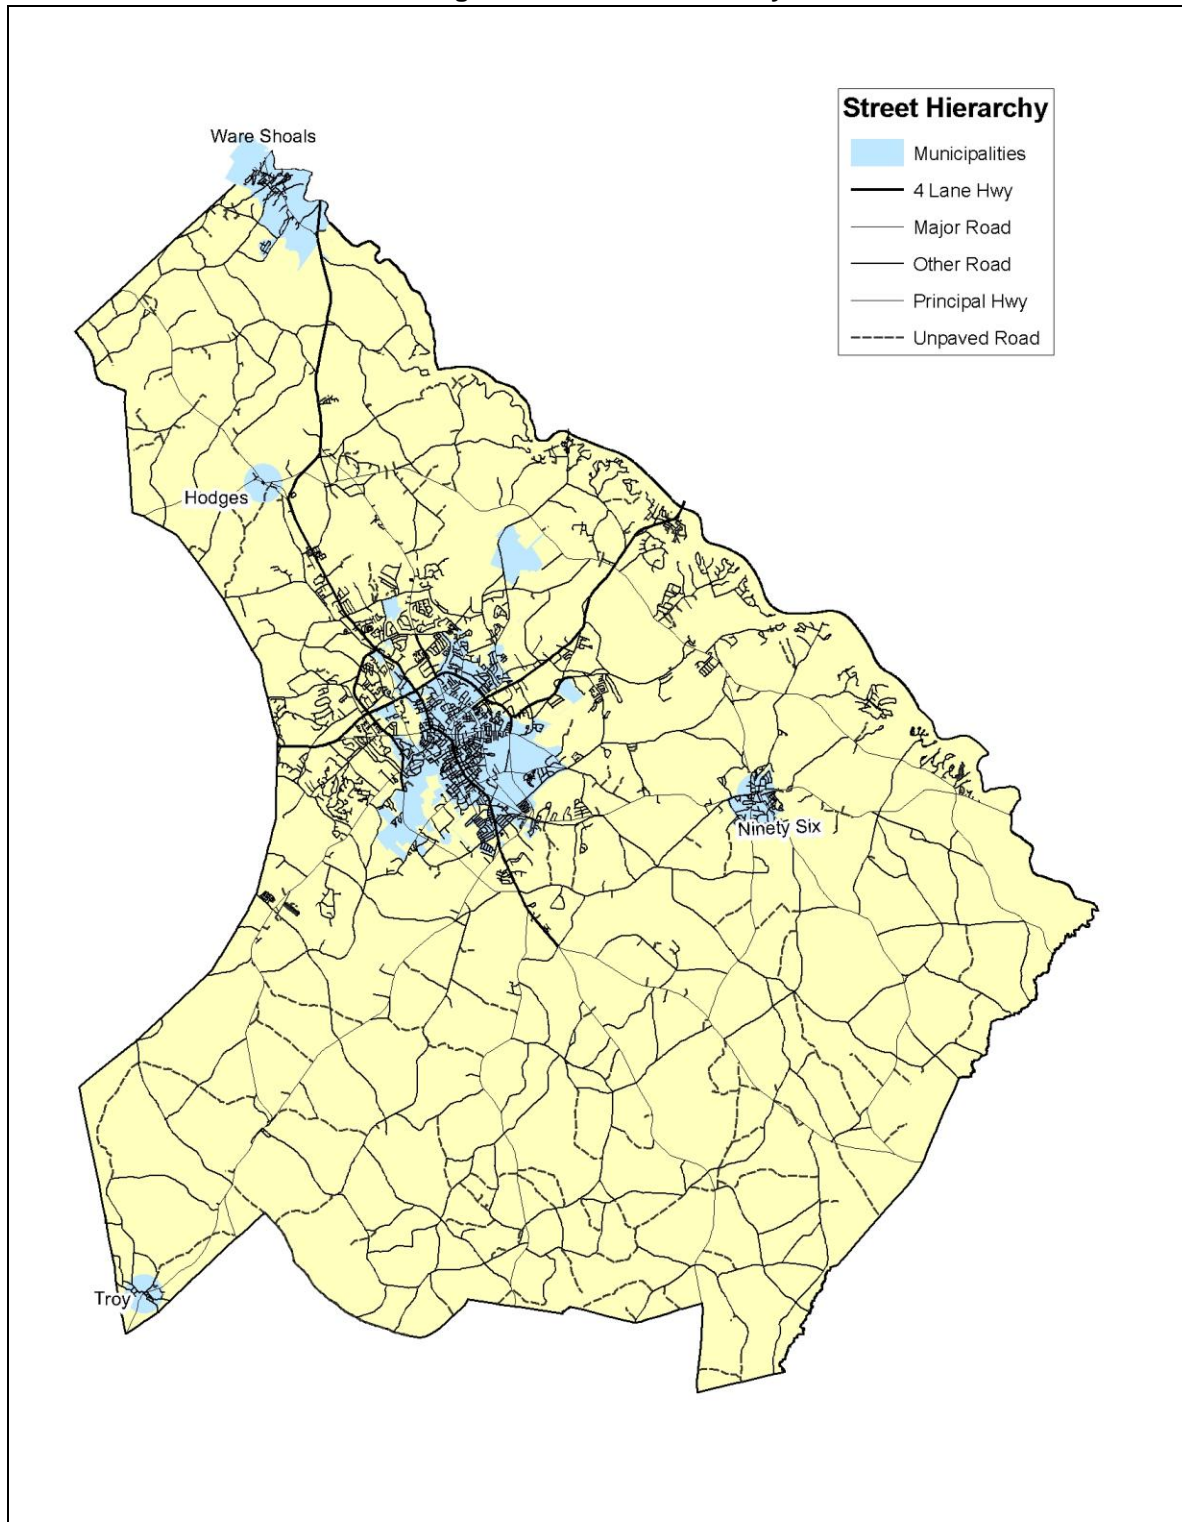 Ware Shoals
Street Hierarchy
Municipalities
4 Lane Hwy
Major Road
Other Road
Principal Hwy
Unpaved Road
Hodges
Ninety Six
Troy